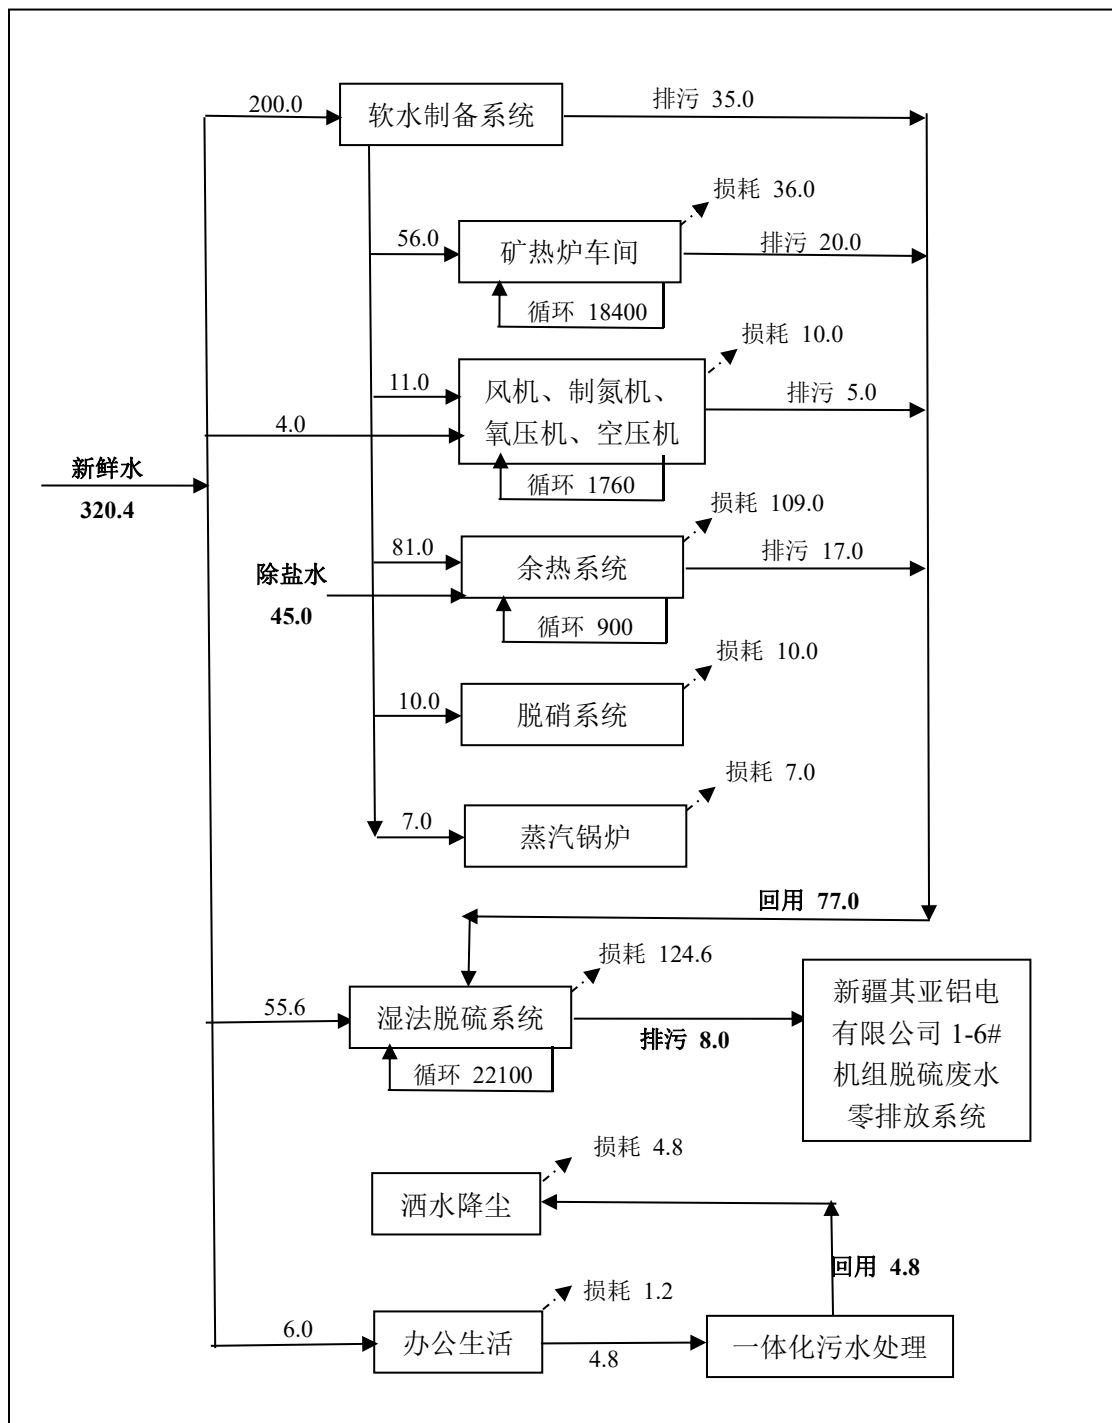 200.0
软水制备系统
排污 35.0
损耗 36.0
56.0
矿热炉车间
排污 20.0
循环 18400
损耗 10.0
11.0
风机、制氮机、
氧压机、空压机
排污 5.0
4.0
循环 1760
新鲜水
320.4
损耗 109.0
81.0
余热系统
排污 17.0
除盐水
45.0
循环 900
损耗 10.0
10.0
脱硝系统
损耗 7.0
7.0
蒸汽锅炉
回用 77.0
损耗 124.6
55.6
湿法脱硫系统
排污 8.0
循环 22100
新疆其亚铝电
有限公司 1-6#
机组脱硫废水
零排放系统
损耗 4.8
洒水降尘
回用 4.8
损耗 1.2
6.0
办公生活
4.8
一体化污水处理